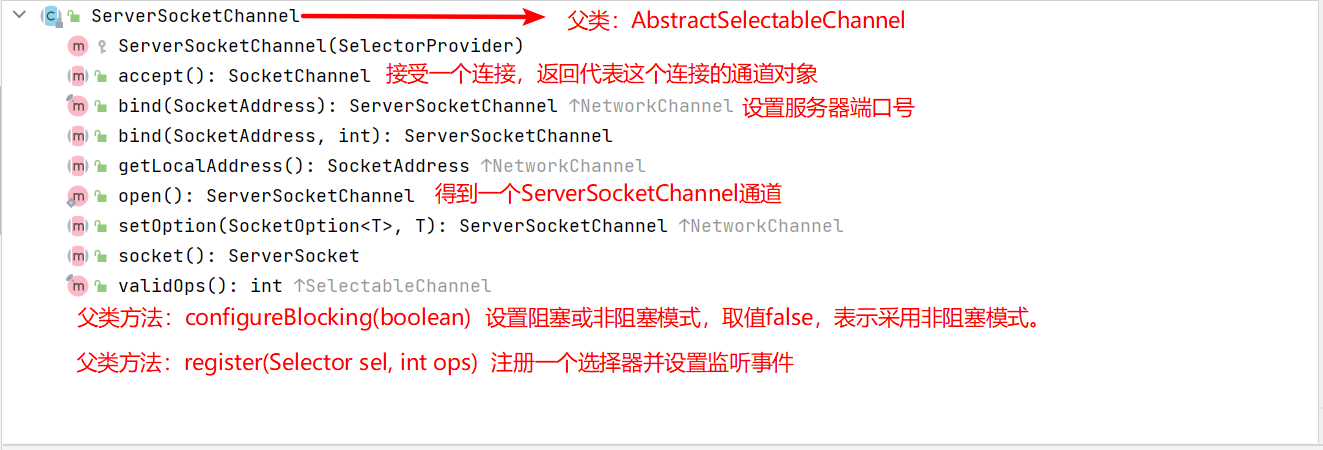 ServerSocketChannel 父类：AbstractSelectableChannel
ServerSocketChannel(SelectorProvider)
accept(): SocketChannel 接受一个连接，返回代表这个连接的通道对象
bind(SocketAddress): ServerSocketChannel ↑NetworkChannel 设置服务器端口号
bind(SocketAddress, int): ServerSocketChannel
getLocalAddress(): SocketAddress ↑NetworkChannel
open(): ServerSocketChannel 得到一个ServerSocketChannel通道
setOption(SocketOption<T>, T): ServerSocketChannel ↑NetworkChannel
socket(): ServerSocket
validOps(): int ↑SelectableChannel
父类方法：configureBlocking(boolean) 设置阻塞或非阻塞模式，取值false，表示采用非阻塞模式。
父类方法：register(Selector sel, int ops) 注册一个选择器并设置监听事件